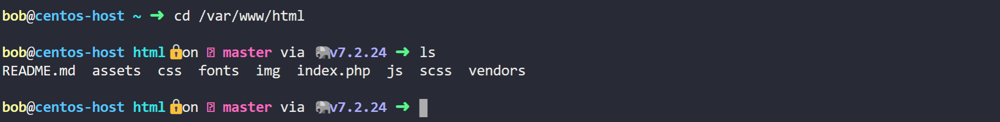 bob@centos-host ~ ➜ cd /var/www/html
bob@centos-host html 🔒on  master via 🐘v7.2.24 ➜ ls
README.md assets css fonts img index.php js scss vendors
bob@centos-host html 🔒on  master via 🐘v7.2.24 ➜